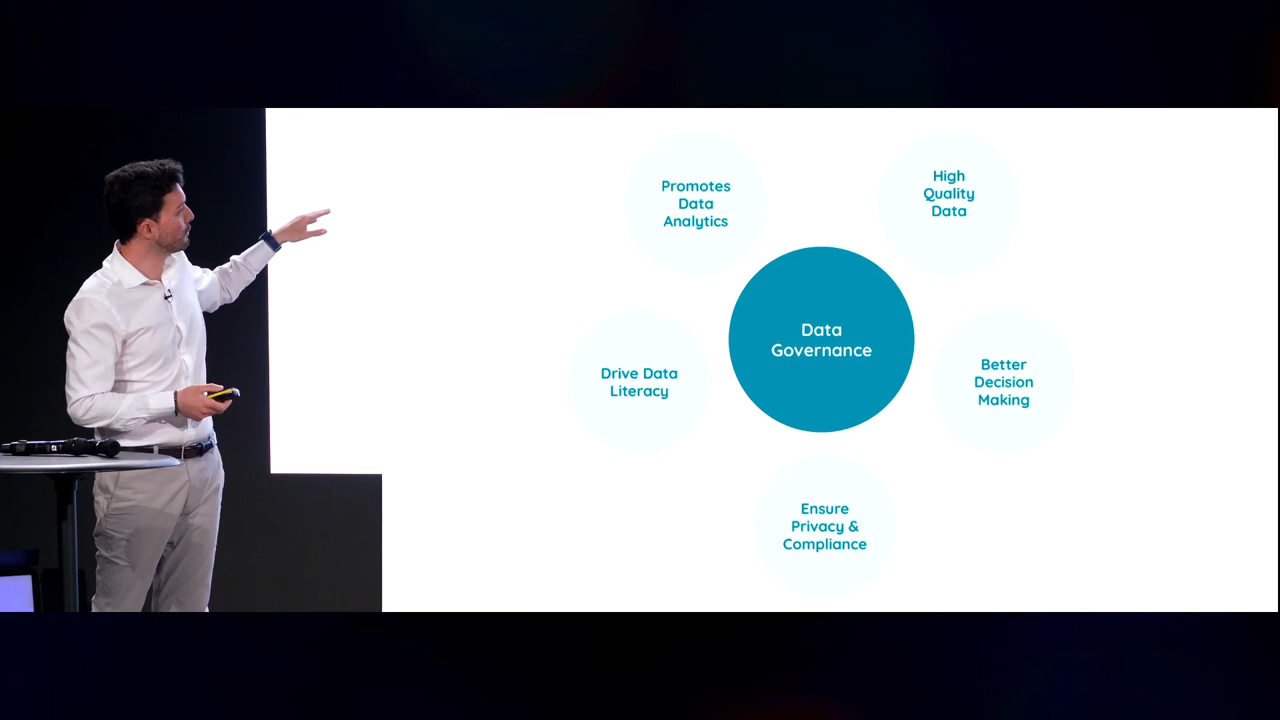 Promotes
Data
Analytics
High
Quality
Data
Data
Governance
Drive Data
Literacy
Better
Decision
Making
Ensure
Privacy &
Compliance